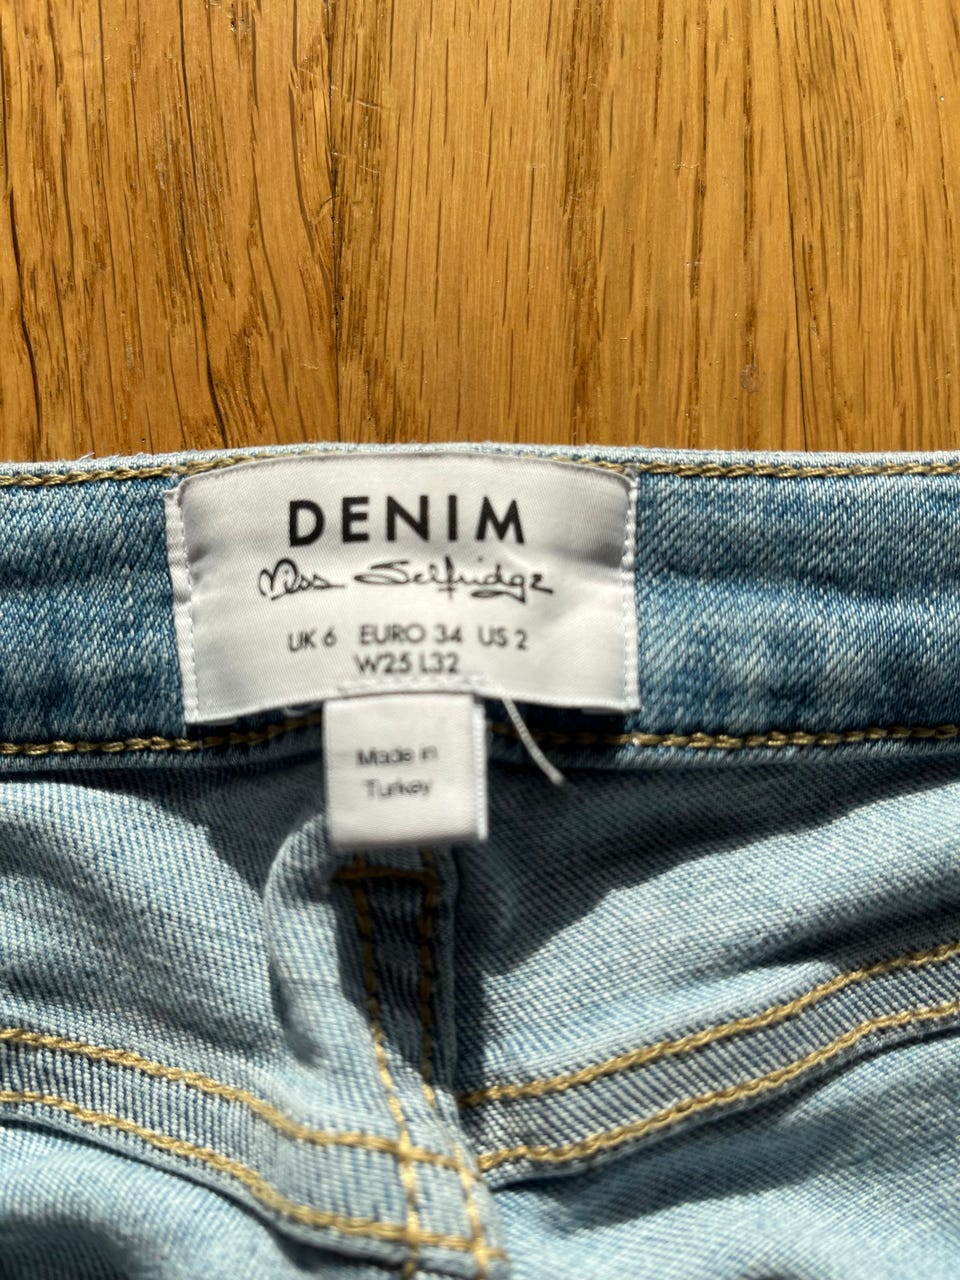 DENIM
Miss Selfridge
UK 6 EURO 34 US 2
W25 L32
Made in
Turkey